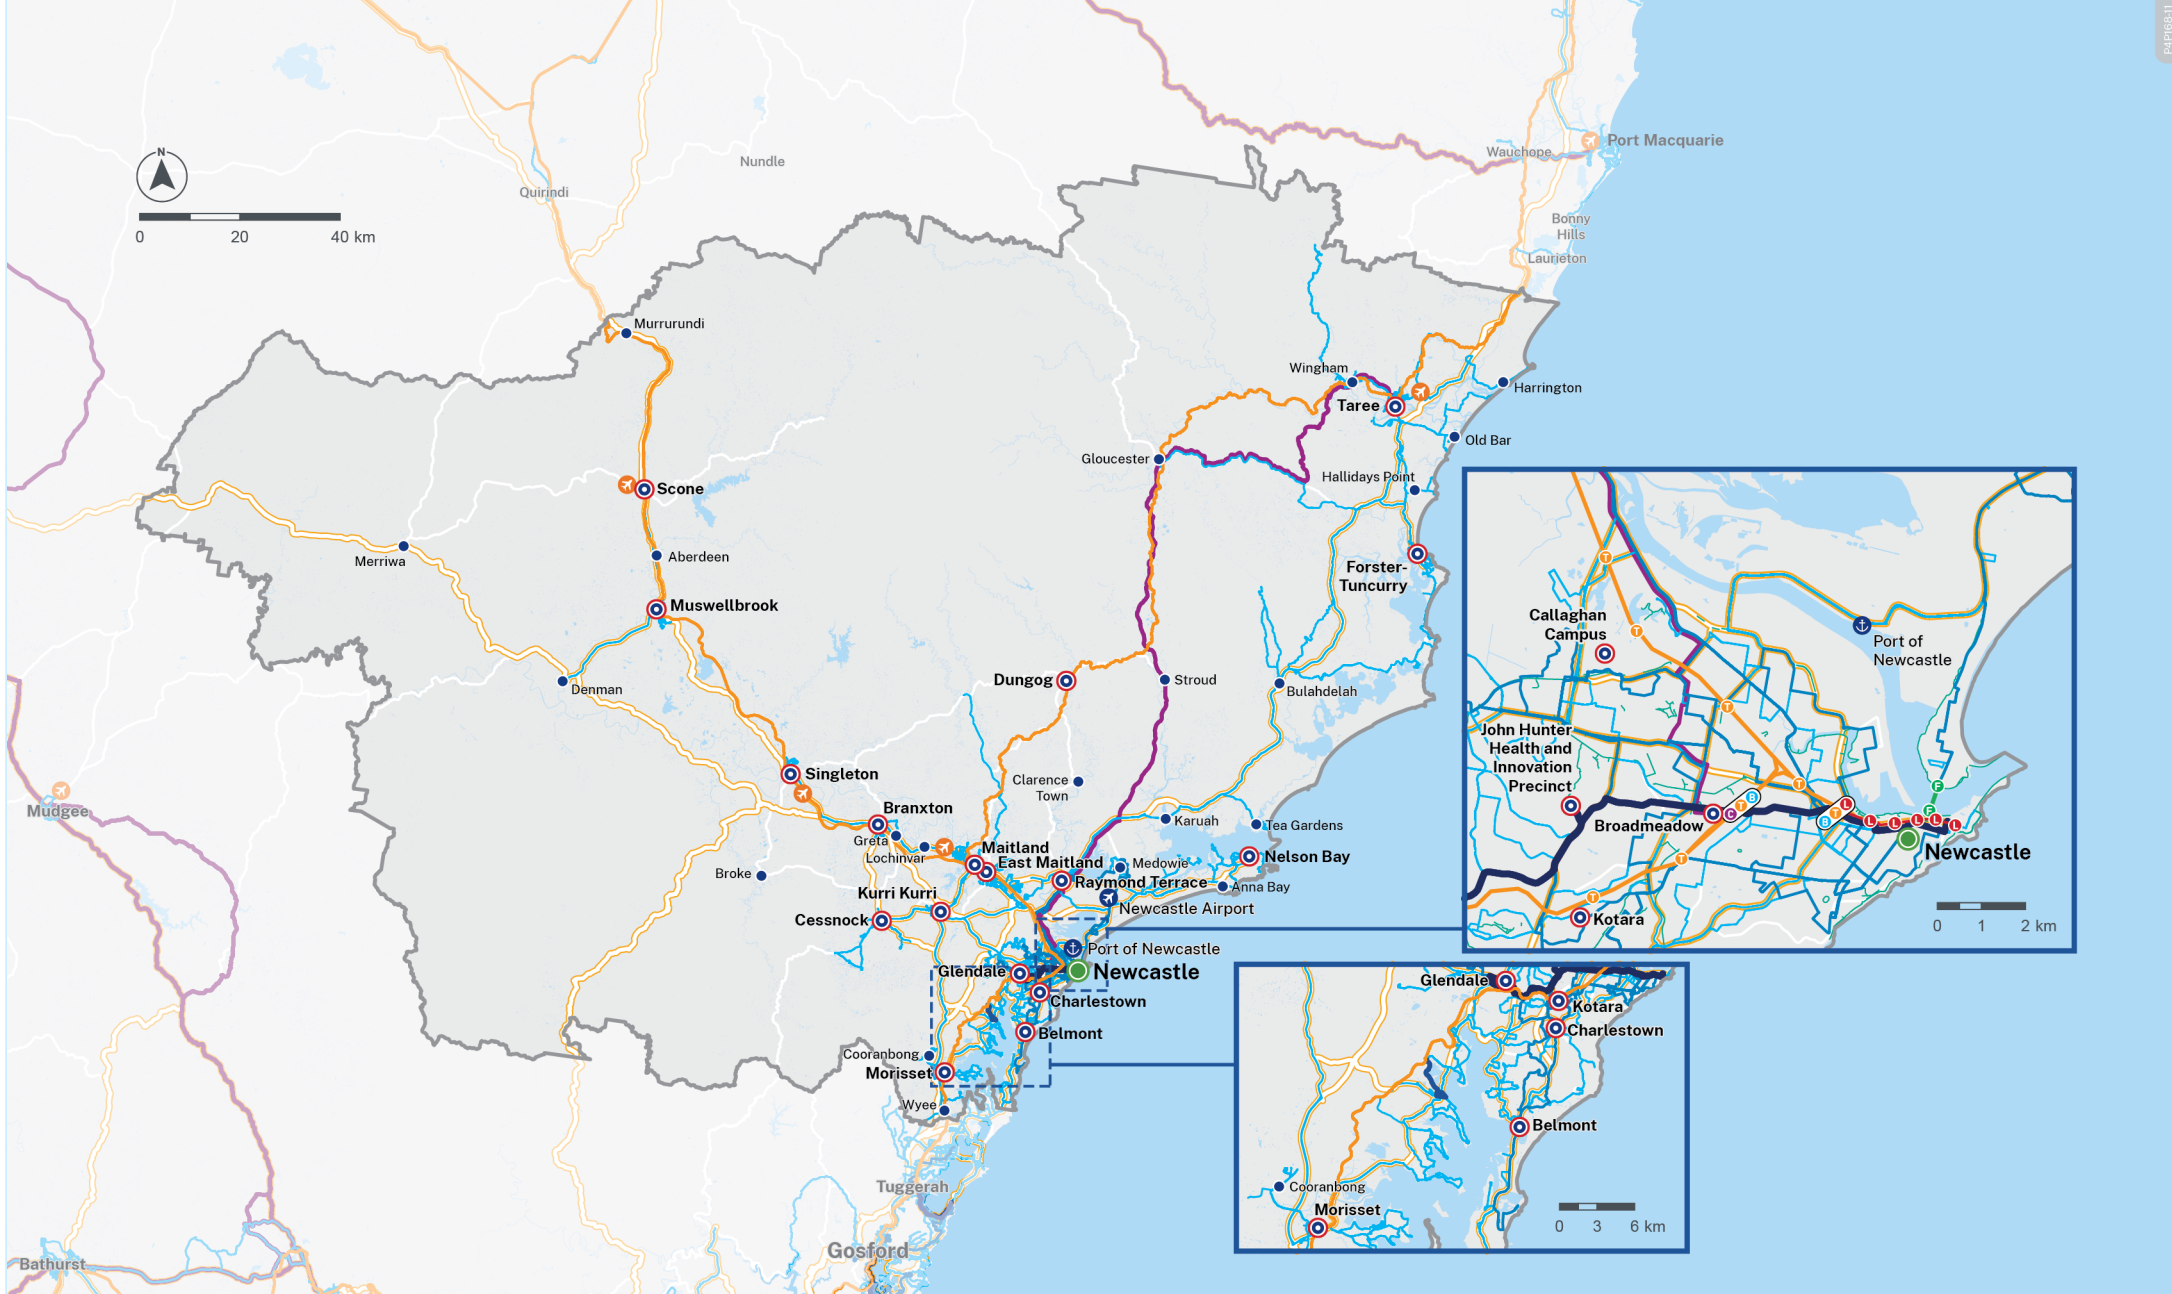 P4P168-11
N
0 20 40 km
Nundle
Quirindi
Port Macquarie
Wauchope
Bonny
Hills
Laurieton
Murrurundi
Wingham
Harrington
Taree
Old Bar
Gloucester
Hallidays Point
Scone
Merriwa
Aberdeen
Forster-
Tuncurry
Muswellbrook
Denman
Dungog
Stroud
Bulahdelah
Singleton
Clarence
Town
Mudgee
Branxton
Karuah
Tea Gardens
Greta
Lochinvar
Maitland
East Maitland
Medowie
Nelson Bay
Broke
Raymond Terrace
Anna Bay
Kurri Kurri
Newcastle Airport
Cessnock
Port of Newcastle
Glendale
Newcastle
Charlestown
Belmont
Cooranbong
Morisset
Wyee
Tuggerah
Gosford
Bathurst
T
Callaghan
Campus
T
Port of
Newcastle
T
John Hunter
Health and
Innovation
Precinct
T
F
B
T
C
L
T
B
F
L
L
L
L
L
Broadmeadow
Newcastle
T
T
Kotara
0 1 2 km
Glendale
Kotara
Charlestown
Belmont
Cooranbong
Morisset
0 3 6 km